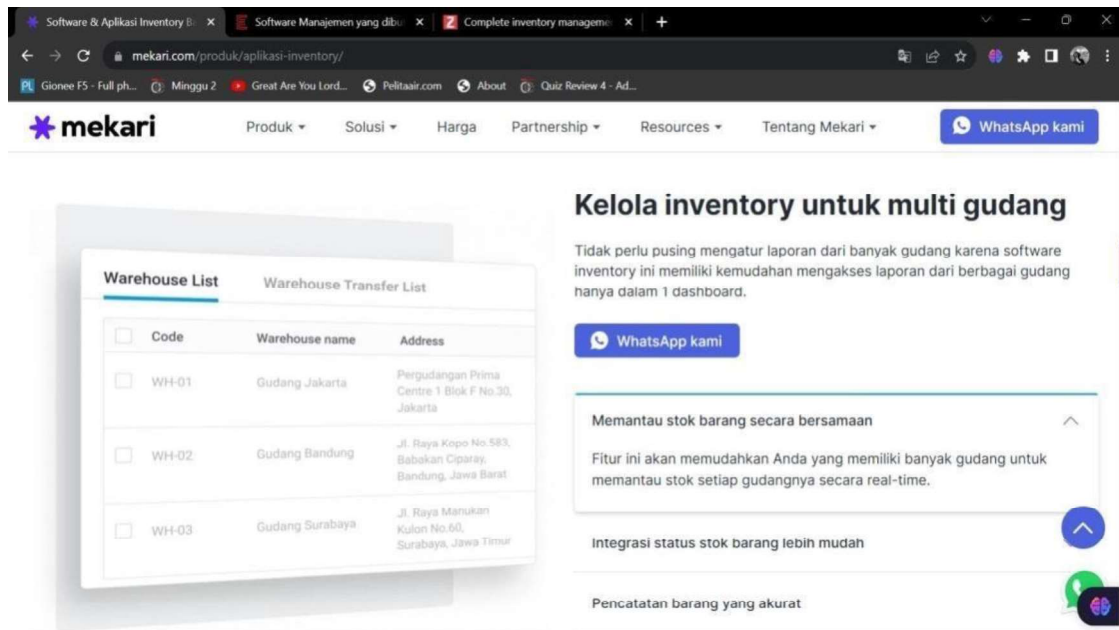 Software & Aplikasi Inventory B
Software Manajemen yang dibu
Z Complete inventory manageme
mekari.com/produk/aplikasi-inventory/
PL Gionee F5 - Full ph... Minggu 2 Great Are You Lord... Pelitaair.com About Quiz Review 4 - Ad...
mekari Produk Solusi Harga Partnership Resources Tentang Mekari WhatsApp kami
Warehouse List Warehouse Transfer List
Code Warehouse name Address
WH-01 Gudang Jakarta Pergudangan Prima
Centre 1 Blok F No.30,
Jakarta
WH-02 Gudang Bandung Jl. Raya Kopo No.583,
Babakan Ciparay,
Bandung, Jawa Barat
WH-03 Gudang Surabaya Jl. Raya Manukan
Kulon No.60,
Surabaya, Jawa Timur
Kelola inventory untuk multi gudang
Tidak perlu pusing mengatur laporan dari banyak gudang karena software
inventory ini memiliki kemudahan mengakses laporan dari berbagai gudang
hanya dalam 1 dashboard.
WhatsApp kami
Memantau stok barang secara bersamaan
Fitur ini akan memudahkan Anda yang memiliki banyak gudang untuk
memantau stok setiap gudangnya secara real-time.
Integrasi status stok barang lebih mudah
Pencatatan barang yang akurat